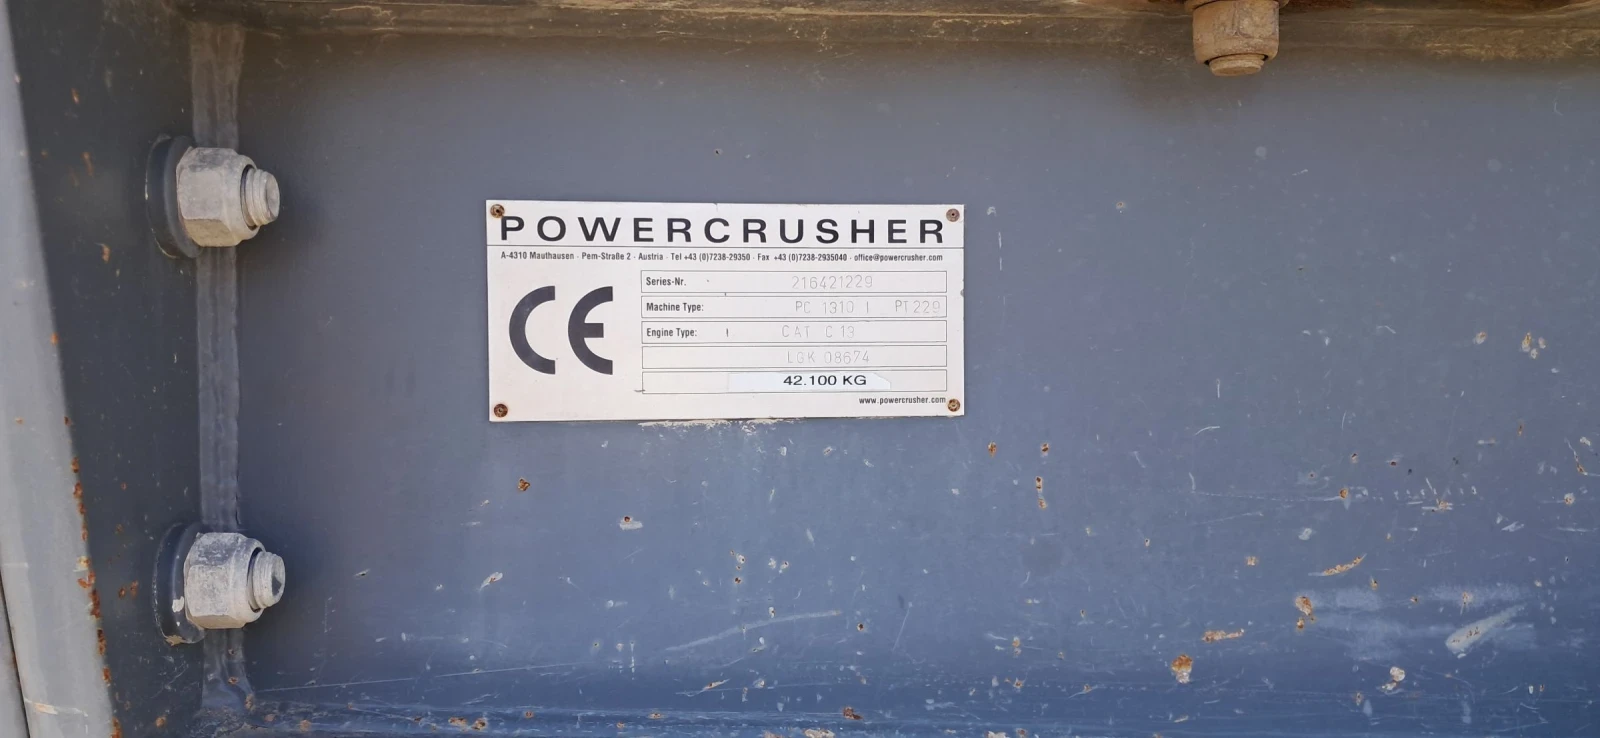 POWERCRUSHER
A-4310 Mauthausen · Pem-Straße 2 · Austria · Tel +43 (0)7238-29350 · Fax +43 (0)7238-2935040 · office@powercrusher.com
CE
Series-Nr. 216421229
Machine Type: PC 1310 I PT 229
Engine Type: CAT C 13
LGK 08674
42.100 KG
www.powercrusher.com